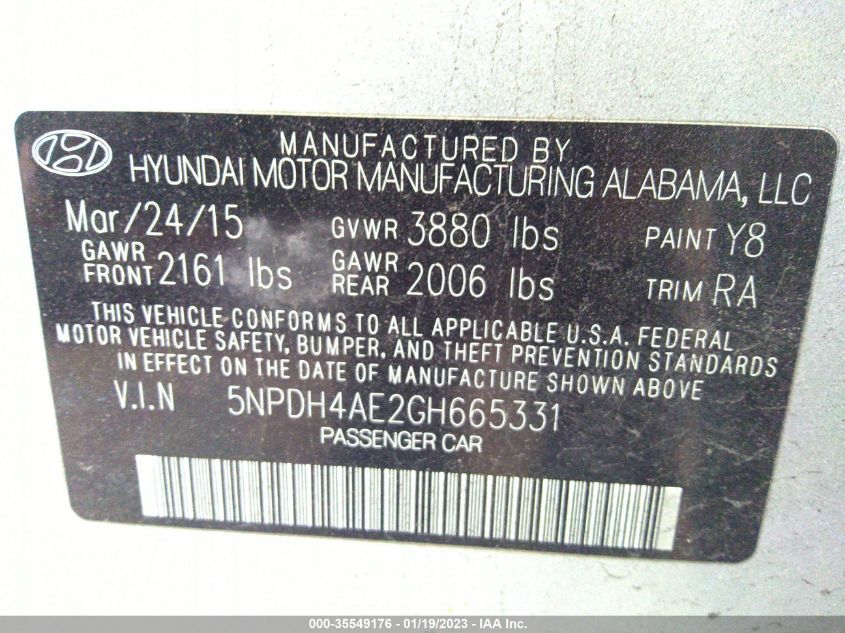 MANUFACTURED BY
HYUNDAI MOTOR MANUFACTURING ALABAMA, LLC
Mar/24/15 GVWR 3880 lbs PAINT Y8
GAWR FRONT 2161 lbs GAWR REAR 2006 lbs TRIM RA
THIS VEHICLE CONFORMS TO ALL APPLICABLE U.S.A. FEDERAL
MOTOR VEHICLE SAFETY, BUMPER, AND THEFT PREVENTION STANDARDS
IN EFFECT ON THE DATE OF MANUFACTURE SHOWN ABOVE
V.I.N 5NPDH4AE2GH665331
PASSENGER CAR
000-35549176 - 01/19/2023 - IAA Inc.